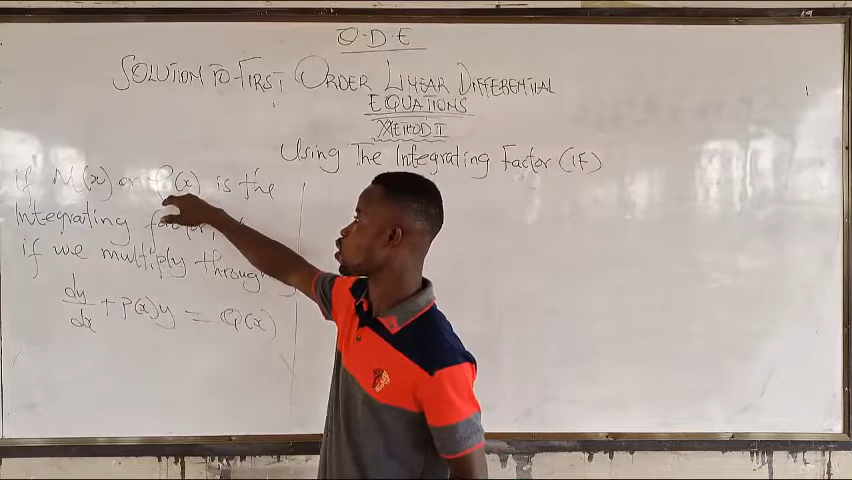 O.D.E
SOLUTION TO FIRST ORDER LINEAR DIFFERENTIAL
EQUATIONS
METHOD II
Using The Integrating Factor (IF)
if M(x) or P(x) is the
Integrating factor,
if we multiply through
dy/dx + P(x)y = Q(x)